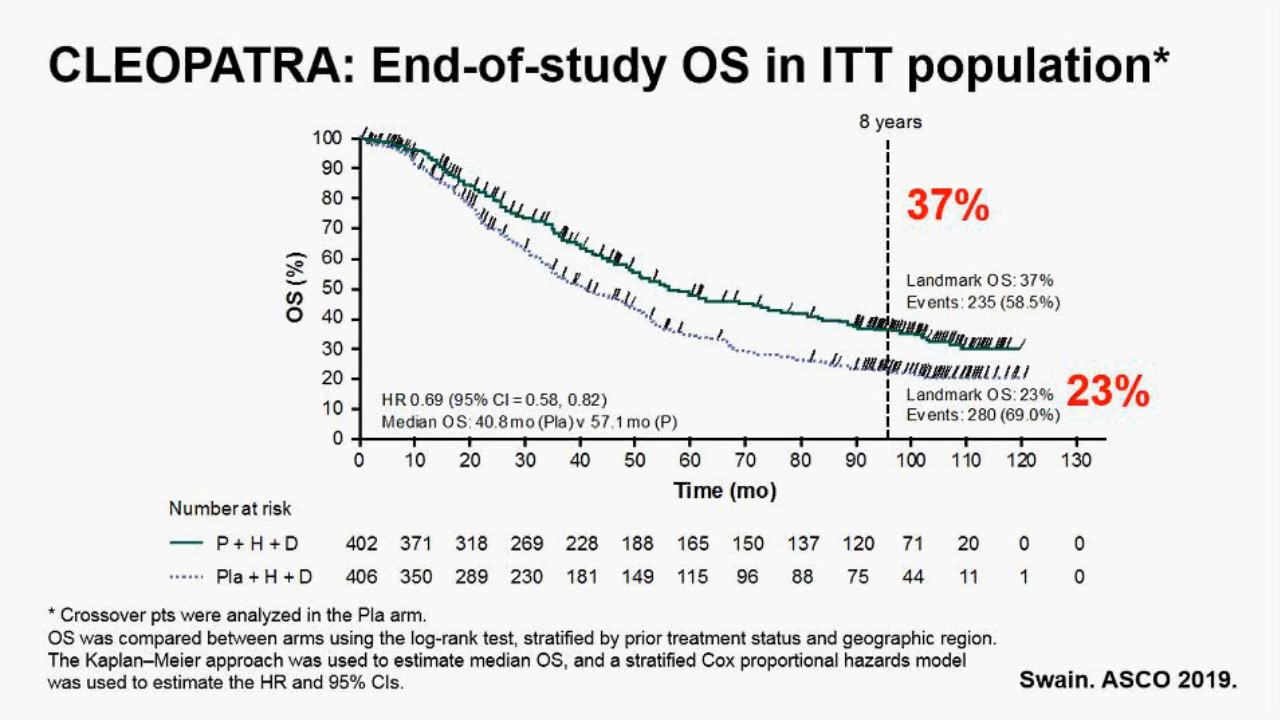 CLEOPATRA: End-of-study OS in ITT population*
8 years
100
90
80
70
60
50
40
30
20
10
0
OS (%)
37%
Landmark OS: 37%
Events: 235 (58.5%)
23%
Landmark OS: 23%
Events: 280 (69.0%)
HR 0.69 (95% CI = 0.58, 0.82)
Median OS: 40.8 mo (Pla) v 57.1 mo (P)
0 10 20 30 40 50 60 70 80 90 100 110 120 130
Time (mo)
Number at risk
P + H + D 402 371 318 269 228 188 165 150 137 120 71 20 0 0
Pla + H + D 406 350 289 230 181 149 115 96 88 75 44 11 1 0
* Crossover pts were analyzed in the Pla arm.
OS was compared between arms using the log-rank test, stratified by prior treatment status and geographic region.
The Kaplan–Meier approach was used to estimate median OS, and a stratified Cox proportional hazards model
was used to estimate the HR and 95% CIs.
Swain. ASCO 2019.